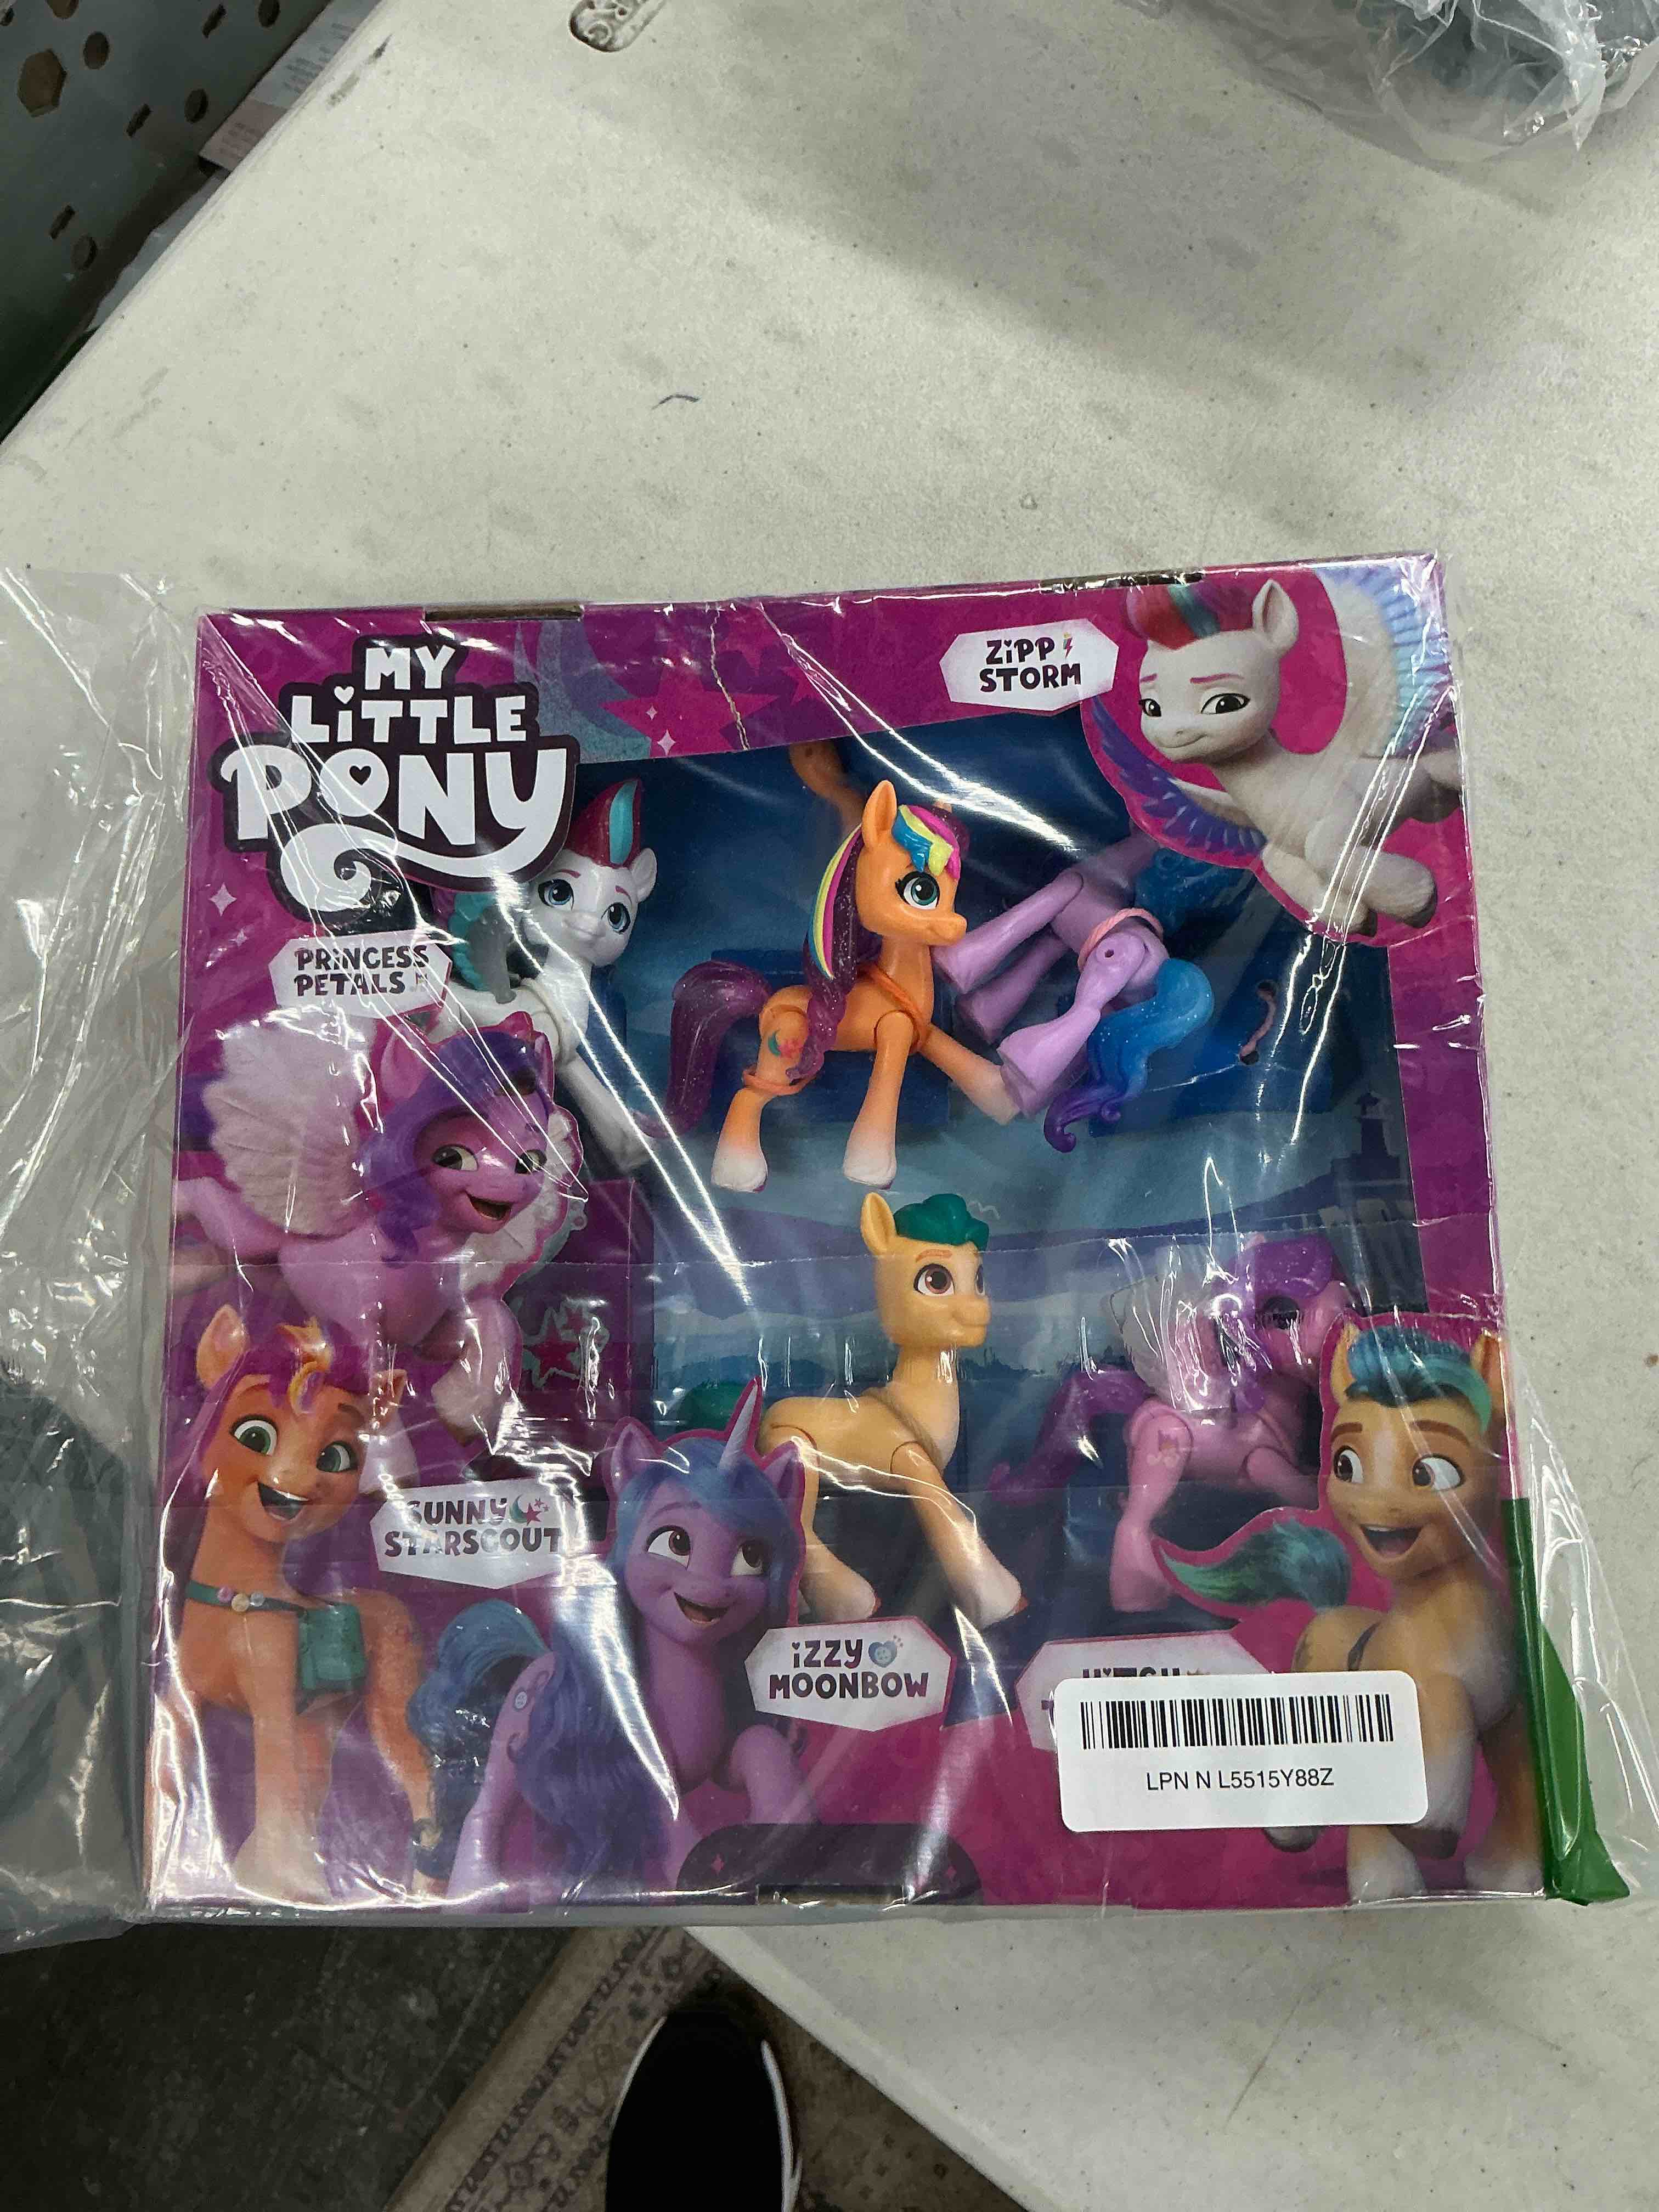 MY
LiTTLE
PONY
ZiPP
STORM
PRiNCESS
PETALS
SUNNY
STARSCOUT
iZZY
MOONBOW
LPN N L5515Y88Z